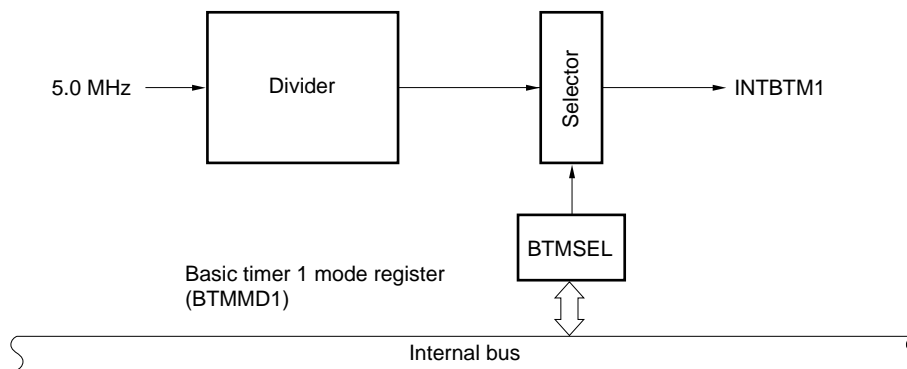 5.0 MHz
Divider
Selector
INTBTM1
BTMSEL
Basic timer 1 mode register
(BTMMD1)
Internal bus